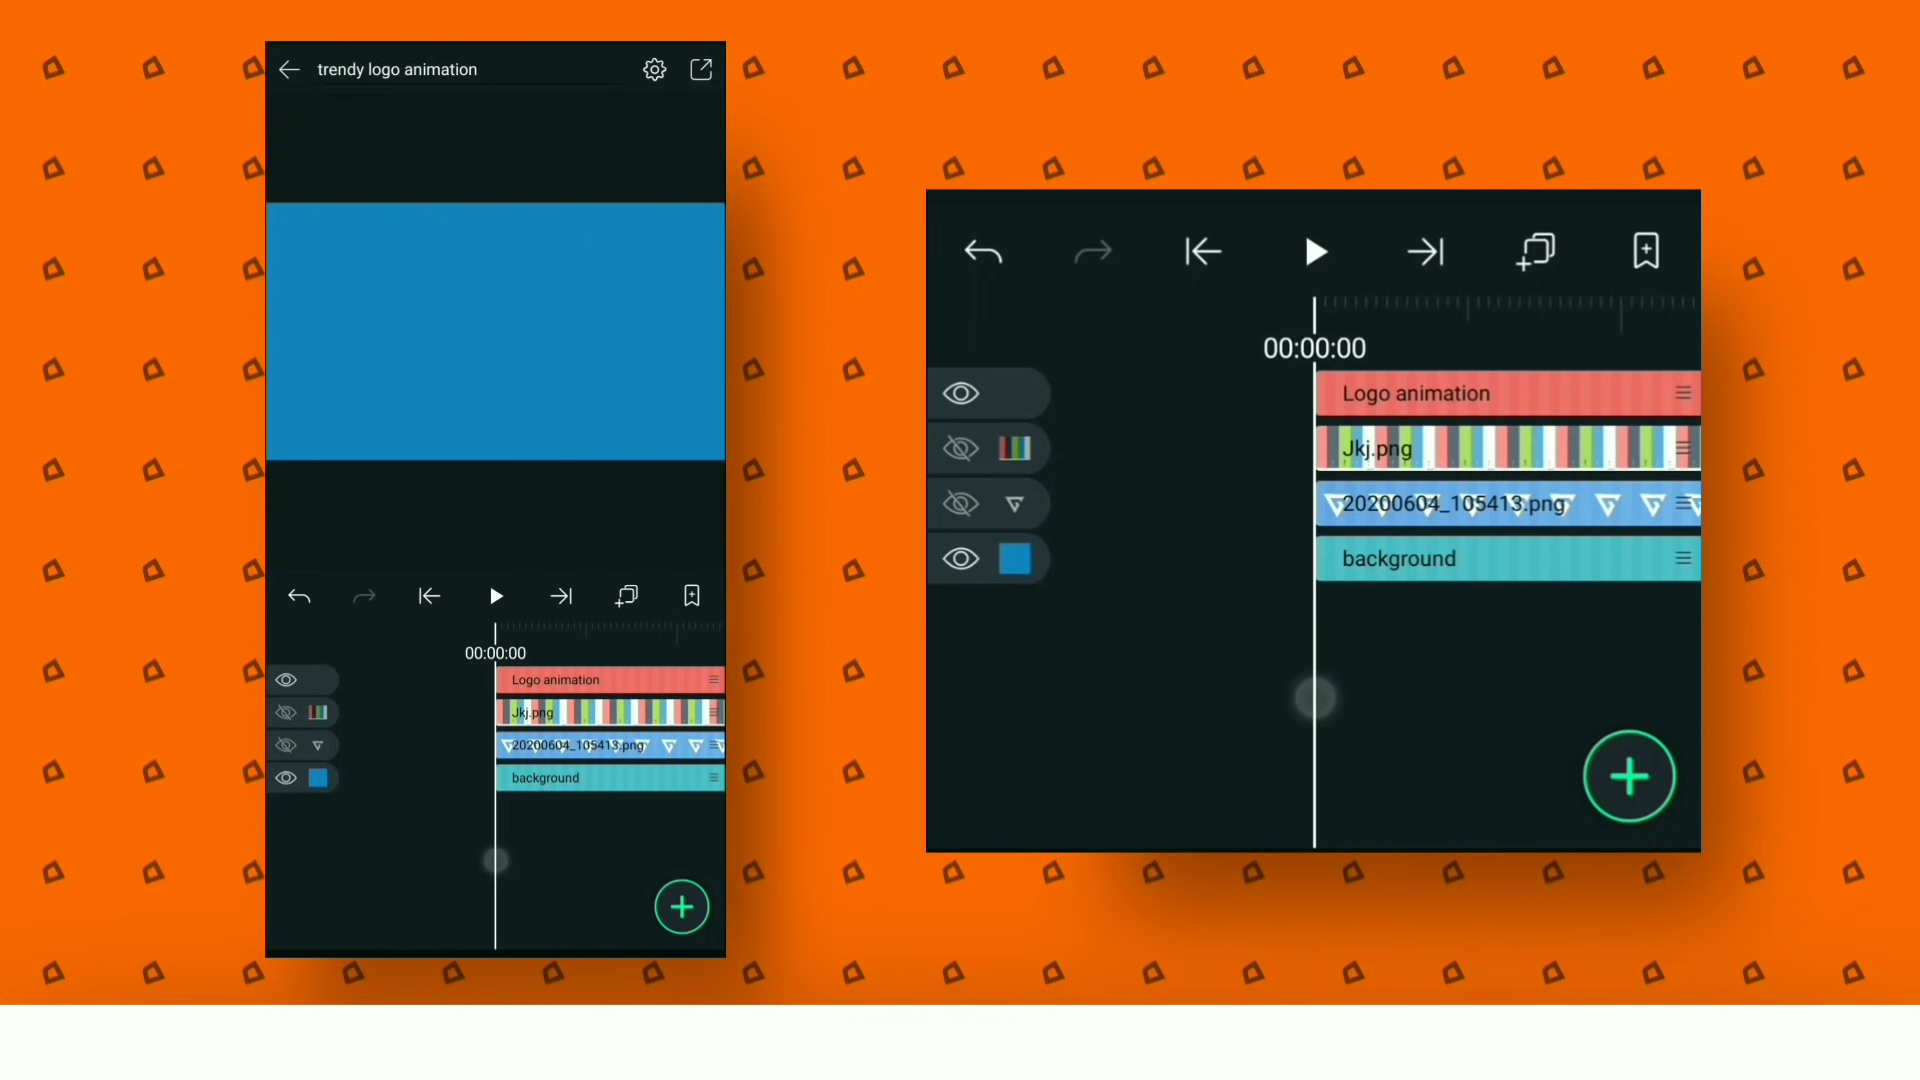 trendy logo animation
00:00:00
Logo animation
Jkj.png
20200604_105413.png
background
00:00:00
Logo animation
Jkj.png
20200604_105413.png
background